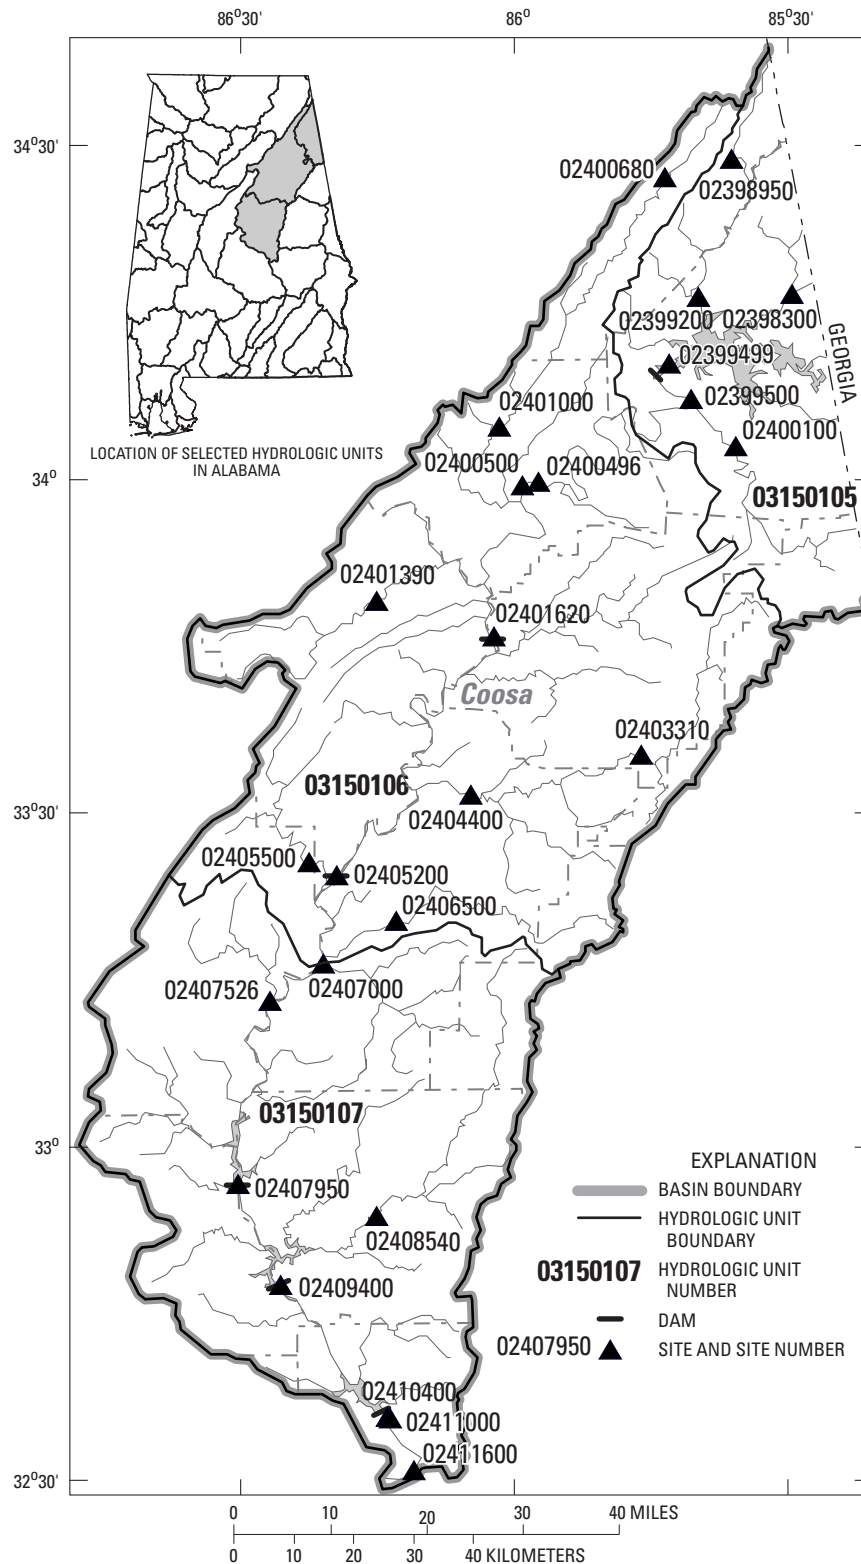 86°30'
86°
85°30'
34°30'
02400680
02398950
02399200
02398300
GEORGIA
02399499
02399500
02401000
02400100
LOCATION OF SELECTED HYDROLOGIC UNITS
IN ALABAMA
02400500
02400496
34°
03150105
02401390
02401620
Coosa
02403310
03150106
33°30'
02404400
02405500
02405200
02406500
02407526
02407000
03150107
33°
EXPLANATION
BASIN BOUNDARY
HYDROLOGIC UNIT
BOUNDARY
03150107 HYDROLOGIC UNIT
NUMBER
DAM
02407950 SITE AND SITE NUMBER
02407950
02408540
02409400
02410400
02411000
02411600
32°30'
0 10 20 30 40 MILES
0 10 20 30 40 KILOMETERS